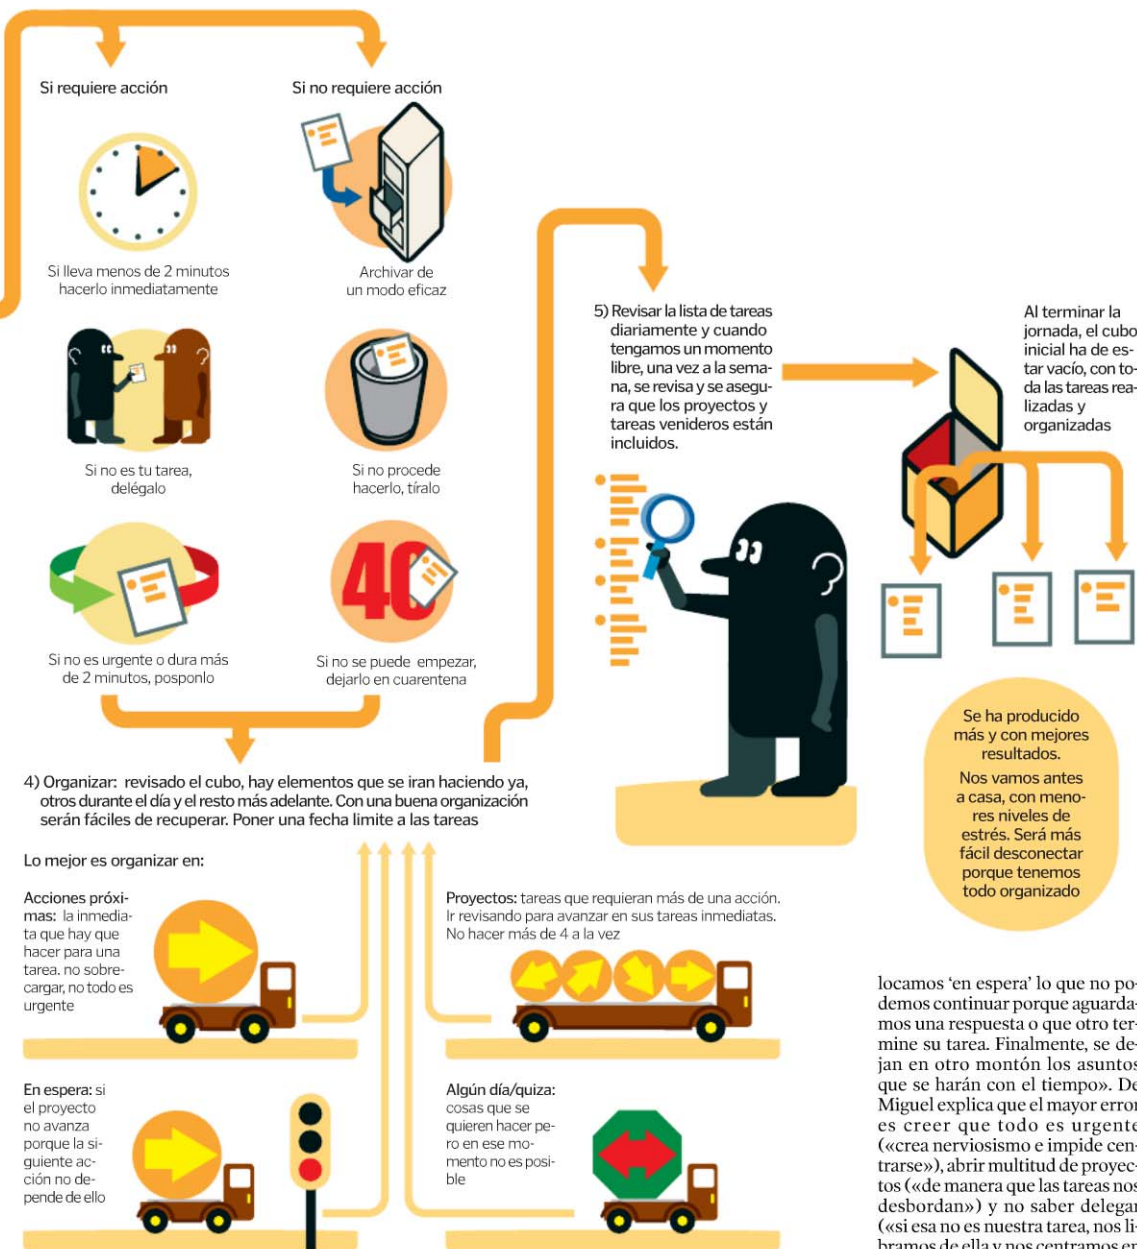 Si requiere acción
Si no requiere acción
Si lleva menos de 2 minutos
hacerlo inmediatamente
Archivar de
un modo eficaz
Si no es tu tarea,
delégalo
Si no procede
hacerlo, tíralo
40
Si no es urgente o dura más
de 2 minutos, posponlo
Si no se puede empezar,
dejarlo en cuarentena
4) Organizar: revisado el cubo, hay elementos que se iran haciendo ya,
otros durante el día y el resto más adelante. Con una buena organización
serán fáciles de recuperar. Poner una fecha limite a las tareas
Lo mejor es organizar en:
Acciones próxi-
mas: la inmedia-
ta que hay que
hacer para una
tarea. no sobre-
cargar, no todo es
urgente
Proyectos: tareas que requieran más de una acción.
Ir revisando para avanzar en sus tareas inmediatas.
No hacer más de 4 a la vez
En espera: si
el proyecto
no avanza
porque la si-
guiente ac-
ción no de-
pende de ello
Algún día/quiza:
cosas que se
quieren hacer pe-
ro en ese mo-
mento no es posi-
ble
5) Revisar la lista de tareas
diariamente y cuando
tengamos un momento
libre, una vez a la sema-
na, se revisa y se asegu-
ra que los proyectos y
tareas venideros están
incluidos.
Al terminar la
jornada, el cubo
inicial ha de es-
tar vacío, con to-
da las tareas rea-
lizadas y
organizadas
Se ha producido
más y con mejores
resultados.
Nos vamos antes
a casa, con meno-
res niveles de
estrés. Será más
fácil desconectar
porque tenemos
todo organizado
locamos ‘en espera’ lo que no po-
demos continuar porque aguarda-
mos una respuesta o que otro ter-
mine su tarea. Finalmente, se de-
jan en otro montón los asuntos
que se harán con el tiempo». De
Miguel explica que el mayor error
es creer que todo es urgente
(«crea nerviosismo e impide cen-
trarse»), abrir multitud de proyec-
tos («de manera que las tareas nos
desbordan») y no saber delegar
(«si esa no es nuestra tarea, nos li-
bramos de ella y nos centramos en